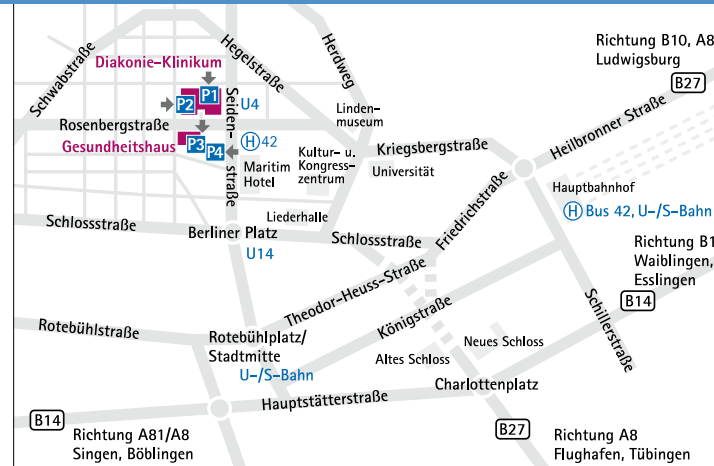 Schwabstraße
Hegelstraße
Herdweg
Richtung B10, A8
Ludwigsburg
B27
Diakonie-Klinikum
P1
P2
U4
Seiden-
straße
Linden-
museum
Heilbronner Straße
Rosenbergstraße
Gesundheitshaus
P3
P4
H 42
Maritim
Hotel
Kultur- u.
Kongress-
zentrum
Kriegsbergstraße
Universität
Hauptbahnhof
H Bus 42, U-/S-Bahn
Friedrichstraße
Liederhalle
Schlossstraße
Berliner Platz
U14
Schlossstraße
Richtung B1
Waiblingen,
Esslingen
B14
Theodor-Heuss-Straße
Königstraße
Schillerstraße
Rotebühlstraße
Rotebühlplatz/
Stadtmitte
U-/S-Bahn
Neues Schloss
Altes Schloss
Charlottenplatz
Hauptstätterstraße
B14
Richtung A81/A8
Singen, Böblingen
B27
Richtung A8
Flughafen, Tübingen